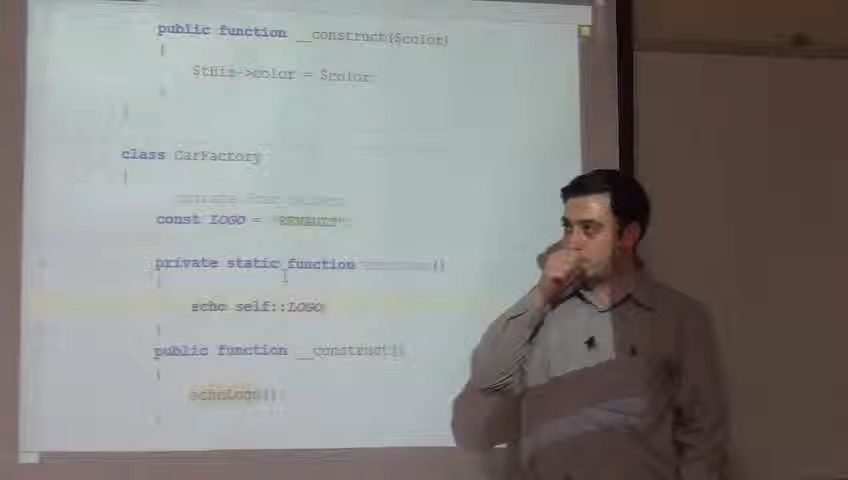 public function __construct($color)
{
$this->color = $color;
}
}
class CarFactory
{
const LOGO = "RENAULT";
private static function ()
{
echo self::LOGO;
}
public function __construct()
{
echoLogo();
}